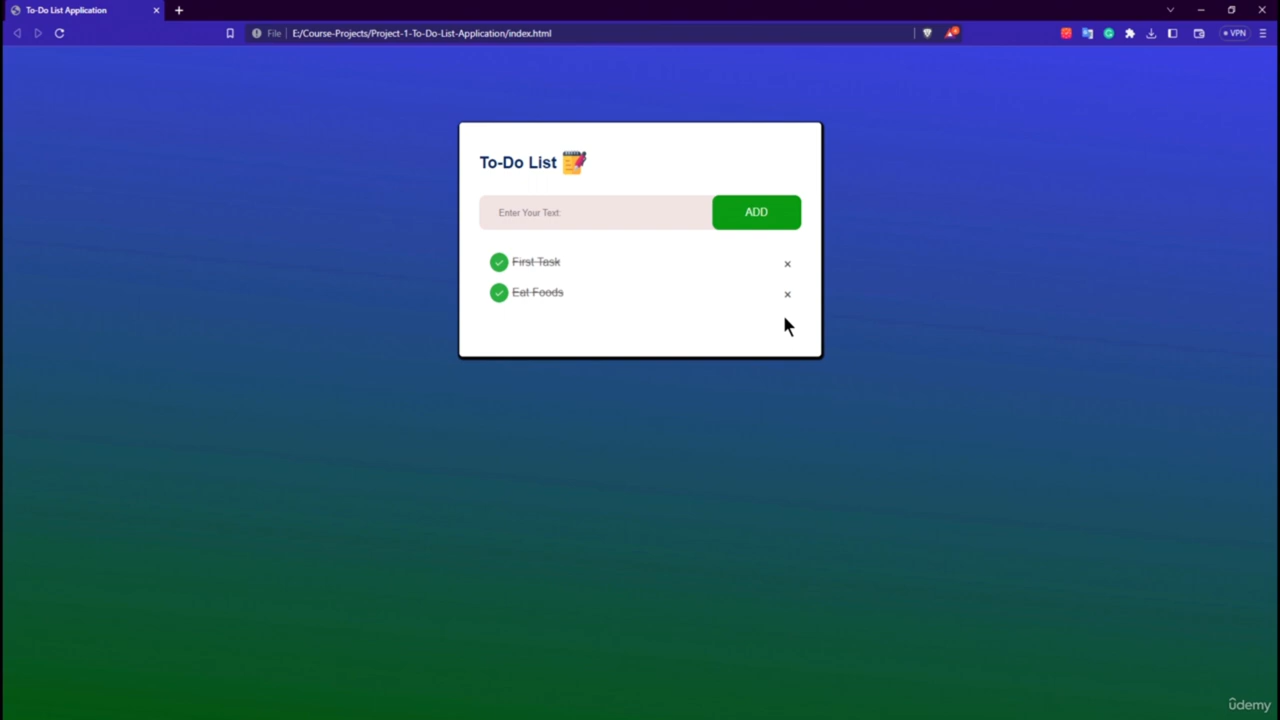 To-Do List Application
File
E:/Course-Projects/Project-1-To-Do-List-Application/index.html
VPN
To-Do List
Enter Your Text:
ADD
First Task
×
Eat Foods
×
ûdemy